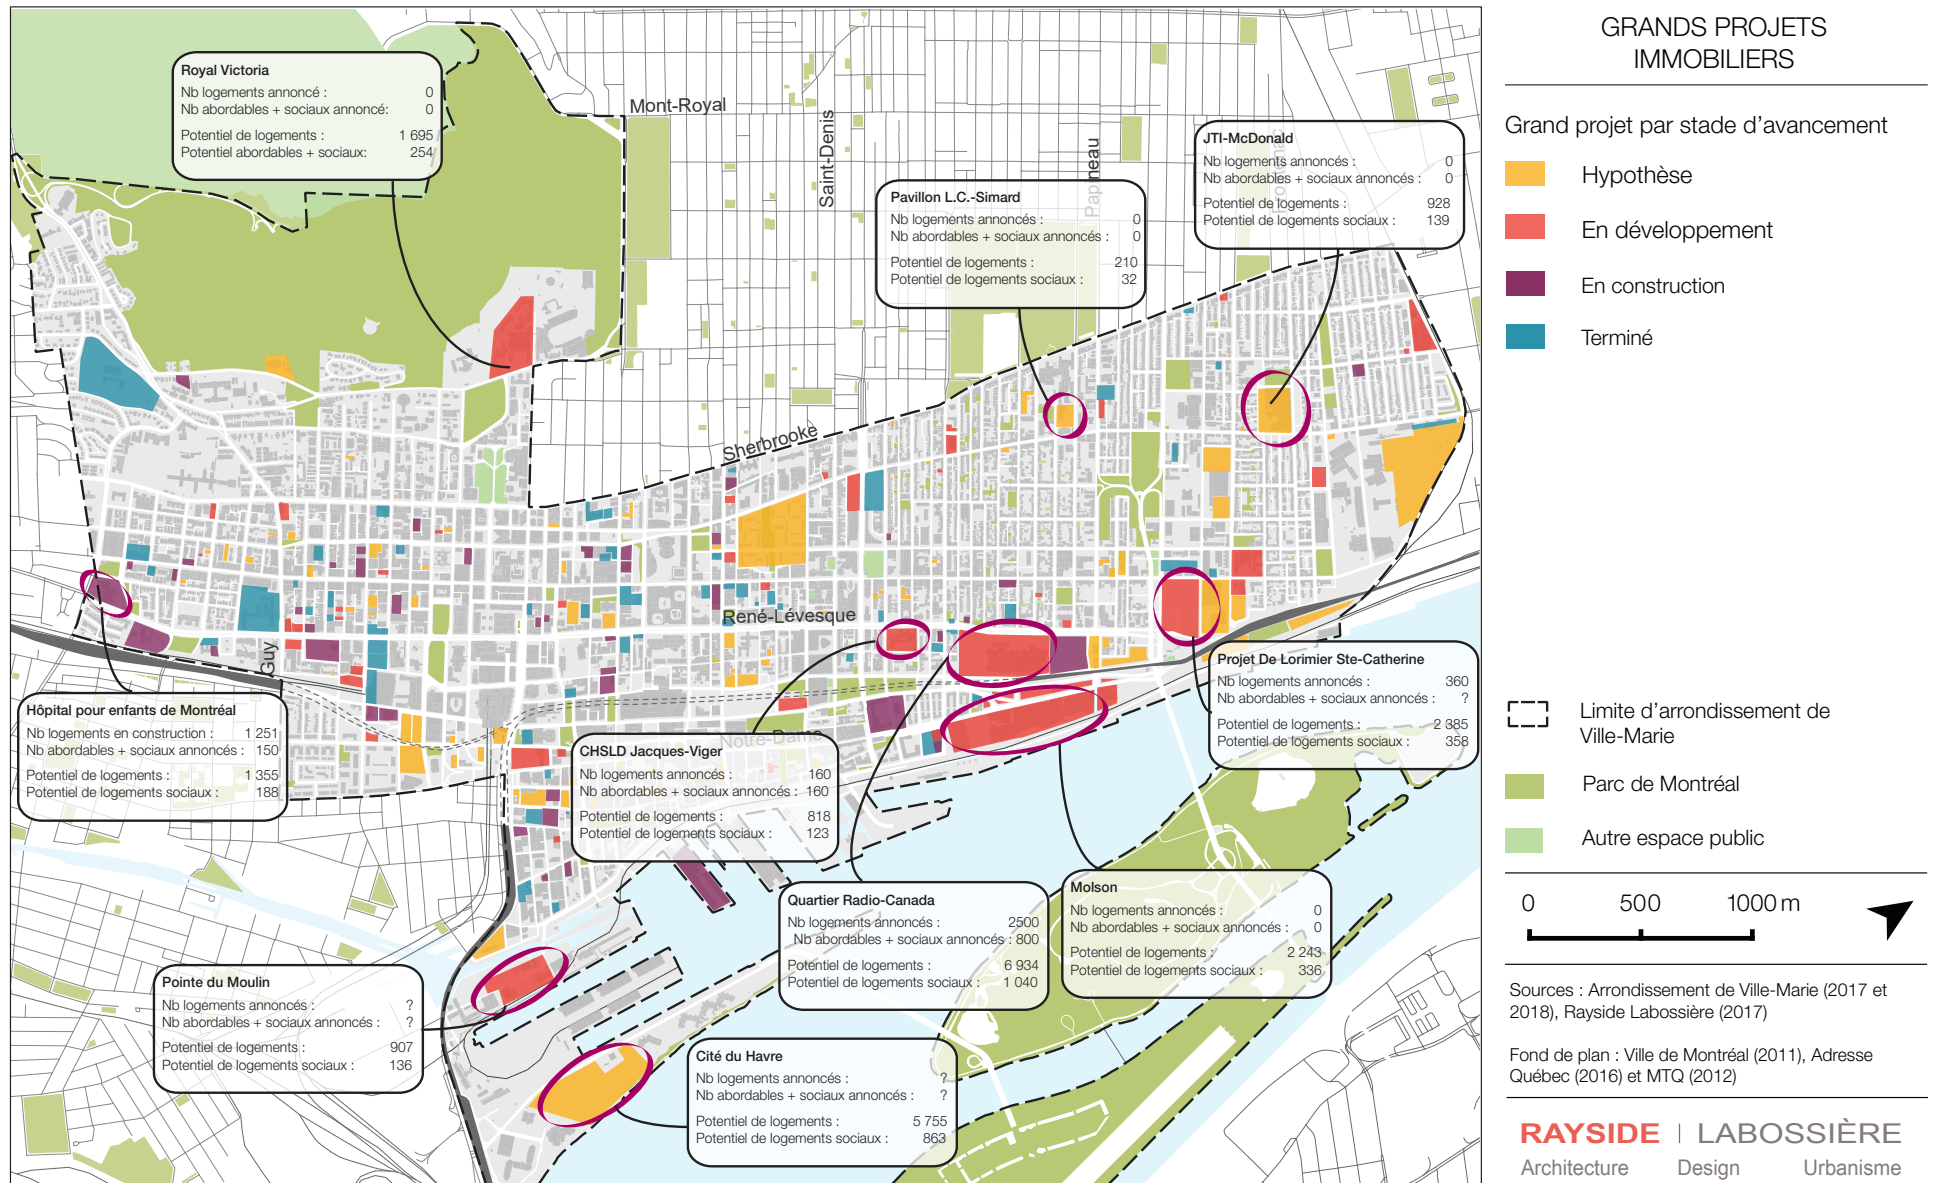 GRANDS PROJETS
IMMOBILIERS
Grand projet par stade d'avancement
Hypothèse
En développement
En construction
Terminé
Limite d'arrondissement de
Ville-Marie
Parc de Montréal
Autre espace public
0 500 1000 m
Sources : Arrondissement de Ville-Marie (2017 et
2018), Rayside Labossière (2017)
Fond de plan : Ville de Montréal (2011), Adresse
Québec (2016) et MTQ (2012)
RAYSIDE | LABOSSIÈRE
Architecture Design Urbanisme
Royal Victoria
Nb logements annoncé : 0
Nb abordables + sociaux annoncé: 0
Potentiel de logements : 1 695
Potentiel abordables + sociaux: 254
Mont-Royal
Saint-Denis
Papineau
Sherbrooke
René-Lévesque
Guy
Notre-Dame
JTI-McDonald
Nb logements annoncés : 0
Nb abordables + sociaux annoncés : 0
Potentiel de logements : 928
Potentiel de logements sociaux : 139
Pavillon L.C.-Simard
Nb logements annoncés : 0
Nb abordables + sociaux annoncés : 0
Potentiel de logements : 210
Potentiel de logements sociaux : 32
Projet De Lorimier Ste-Catherine
Nb logements annoncés : 360
Nb abordables + sociaux annoncés : ?
Potentiel de logements : 2 385
Potentiel de logements sociaux : 358
Hôpital pour enfants de Montréal
Nb logements en construction : 1 251
Nb abordables + sociaux annoncés : 150
Potentiel de logements : 1 355
Potentiel de logements sociaux : 188
CHSLD Jacques-Viger
Nb logements annoncés : 160
Nb abordables + sociaux annoncés : 160
Potentiel de logements : 818
Potentiel de logements sociaux : 123
Quartier Radio-Canada
Nb logements annoncés : 2500
Nb abordables + sociaux annoncés : 800
Potentiel de logements : 6 934
Potentiel de logements sociaux : 1 040
Molson
Nb logements annoncés : 0
Nb abordables + sociaux annoncés : 0
Potentiel de logements : 2 243
Potentiel de logements sociaux : 336
Pointe du Moulin
Nb logements annoncés : ?
Nb abordables + sociaux annoncés : ?
Potentiel de logements : 907
Potentiel de logements sociaux : 136
Cité du Havre
Nb logements annoncés : ?
Nb abordables + sociaux annoncés : ?
Potentiel de logements : 5 755
Potentiel de logements sociaux : 863